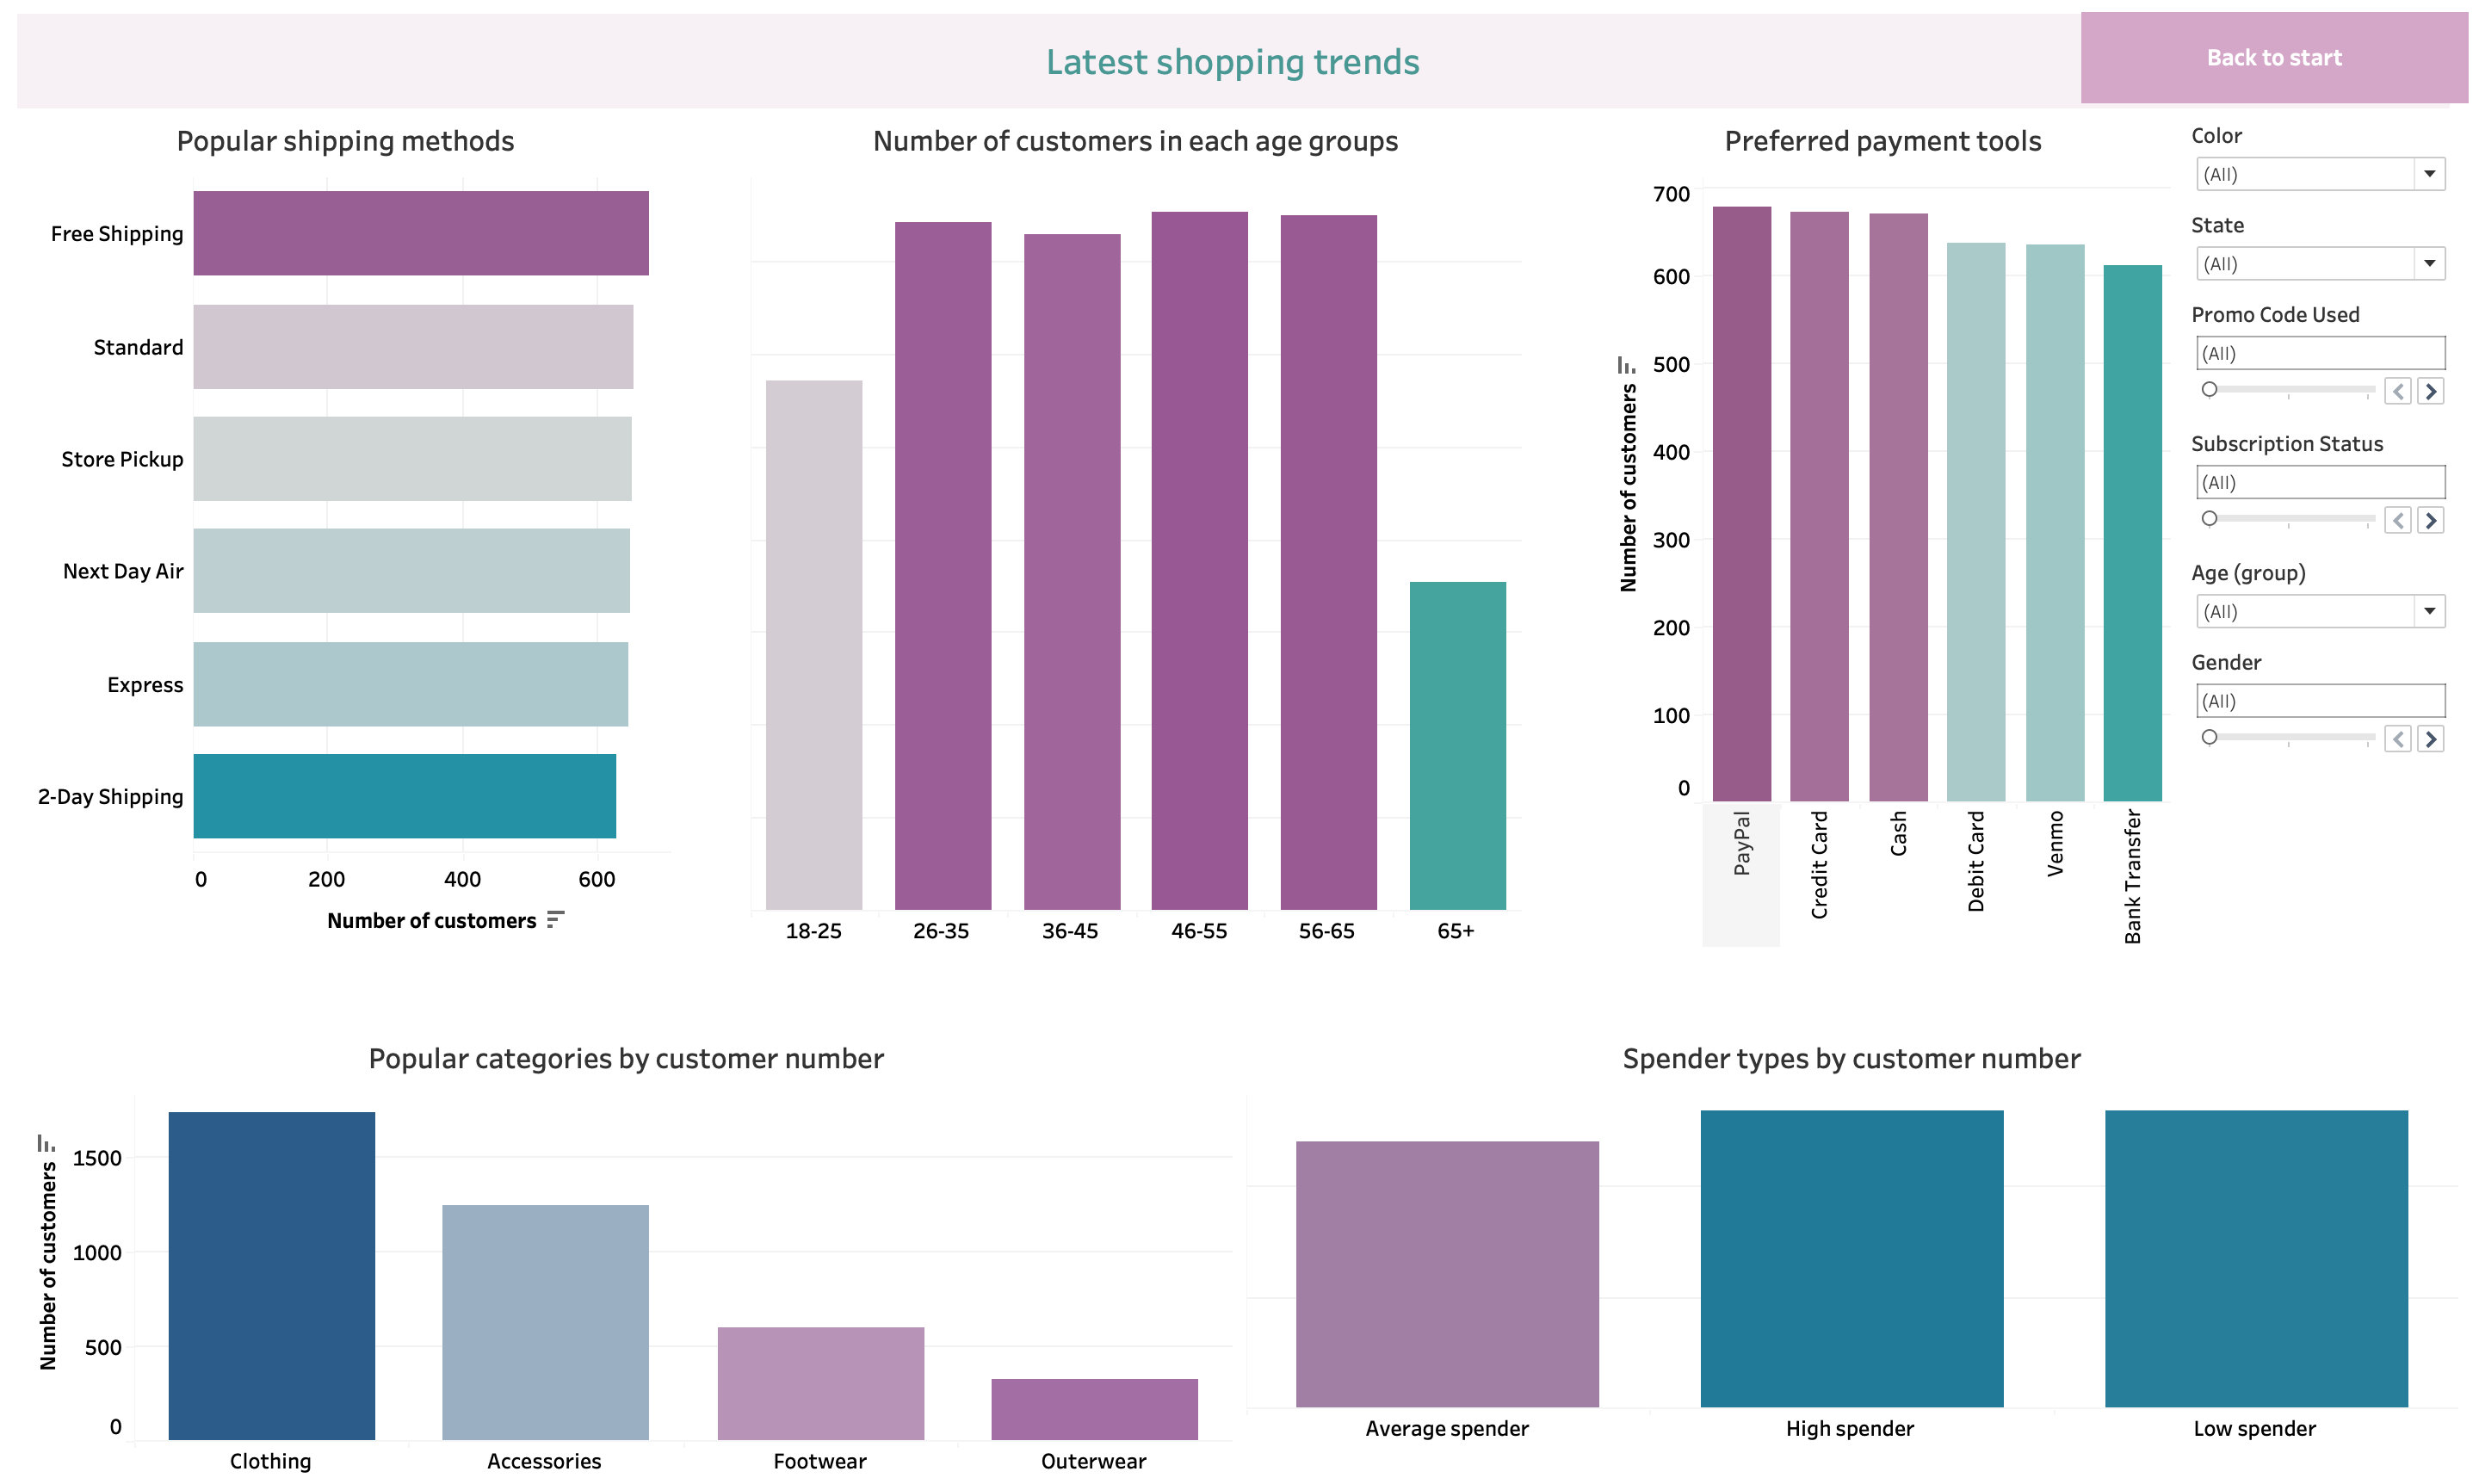 Latest shopping trends
Back to start
Popular shipping methods
Free Shipping
Standard
Store Pickup
Next Day Air
Express
2-Day Shipping
0 200 400 600
Number of customers
Number of customers in each age groups
18-25 26-35 36-45 46-55 56-65 65+
Preferred payment tools
Number of customers
700
600
500
400
300
200
100
0
PayPal
Credit Card
Cash
Debit Card
Venmo
Bank Transfer
Color
(All)
State
(All)
Promo Code Used
(All)
Subscription Status
(All)
Age (group)
(All)
Gender
(All)
Popular categories by customer number
Number of customers
1500
1000
500
0
Clothing Accessories Footwear Outerwear
Spender types by customer number
Average spender High spender Low spender